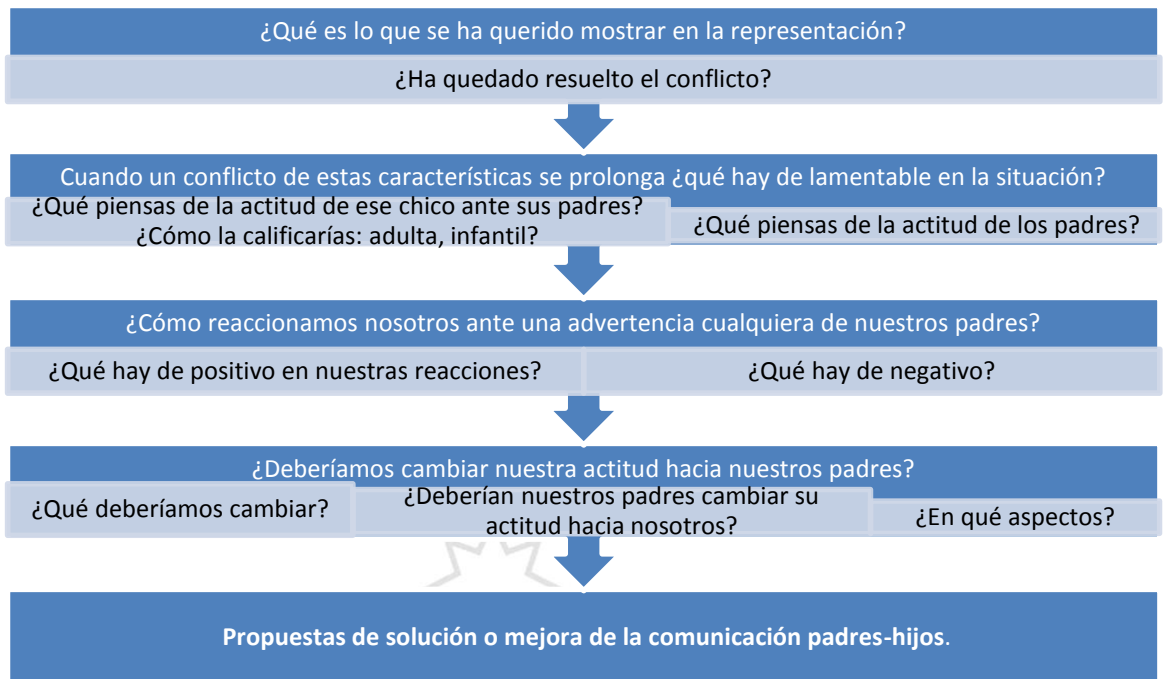 ¿Qué es lo que se ha querido mostrar en la representación?
¿Ha quedado resuelto el conflicto?
Cuando un conflicto de estas características se prolonga ¿qué hay de lamentable en la situación?
¿Qué piensas de la actitud de ese chico ante sus padres?
¿Cómo la calificarías: adulta, infantil?
¿Qué piensas de la actitud de los padres?
¿Cómo reaccionamos nosotros ante una advertencia cualquiera de nuestros padres?
¿Qué hay de positivo en nuestras reacciones?
¿Qué hay de negativo?
¿Deberíamos cambiar nuestra actitud hacia nuestros padres?
¿Qué deberíamos cambiar?
¿Deberían nuestros padres cambiar su
actitud hacia nosotros?
¿En qué aspectos?
Propuestas de solución o mejora de la comunicación padres-hijos.